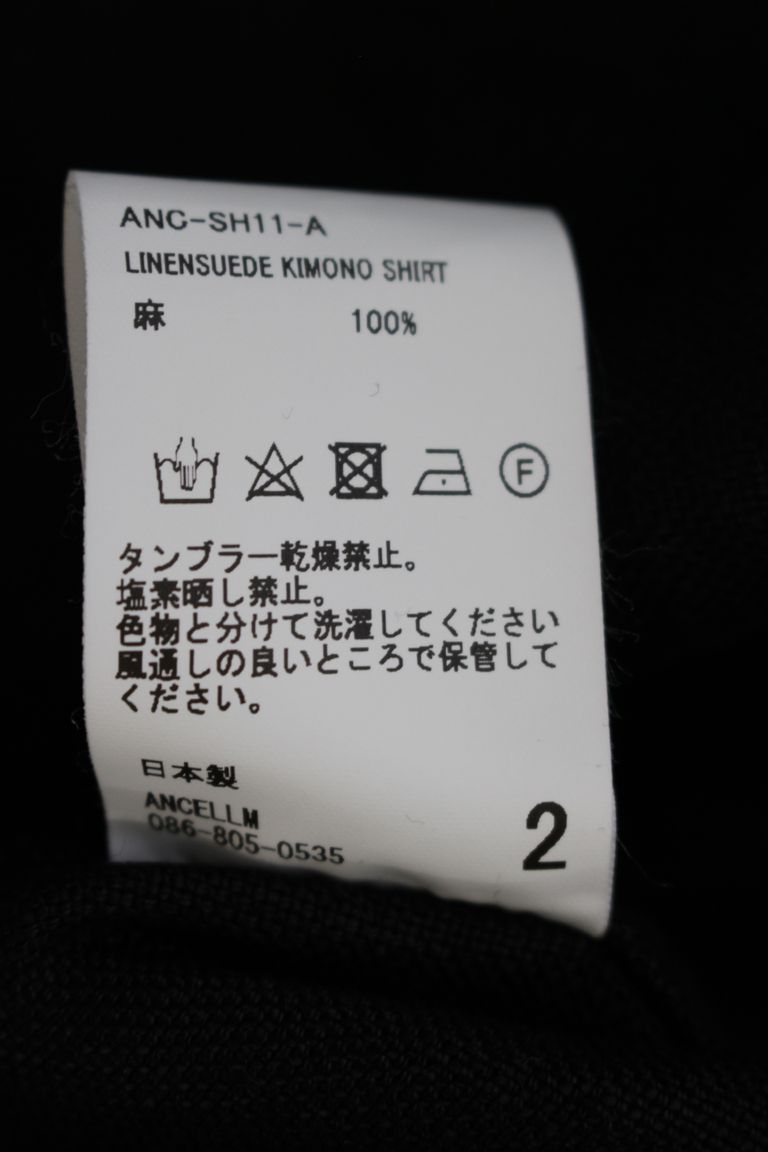 ANC-SH11-A
LINENSUEDE KIMONO SHIRT
麻 100%
F
タンブラー乾燥禁止。
塩素晒し禁止。
色物と分けて洗濯してください
風通しの良いところで保管して
ください。
日本製
ANCELLM
086-805-0535
2